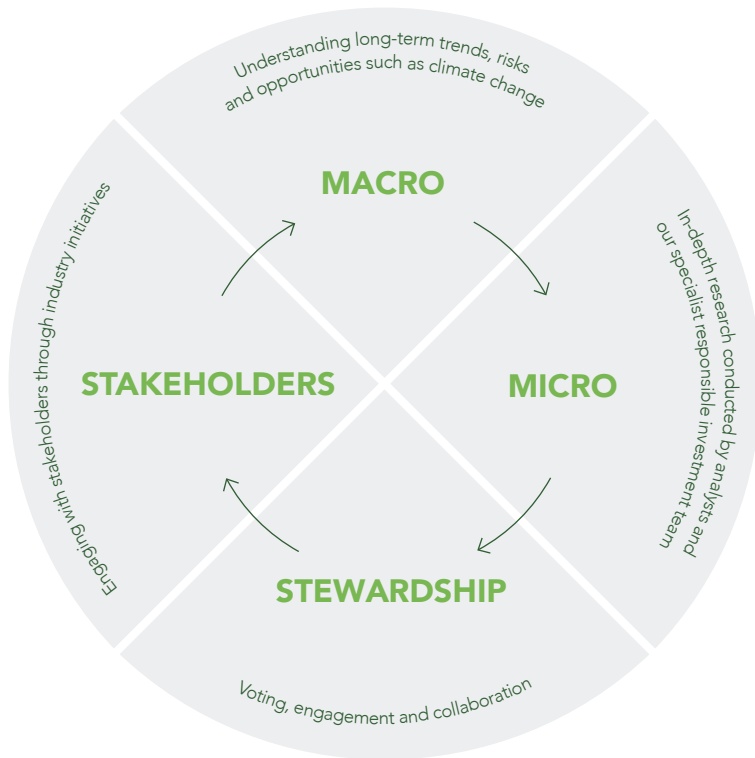 Understanding long-term trends, risks
and opportunities such as climate change
MACRO
In-depth research conducted by analysts and
our specialist responsible investment team
MICRO
STEWARDSHIP
Voting, engagement and collaboration
STAKEHOLDERS
Engaging with stakeholders through industry initiatives